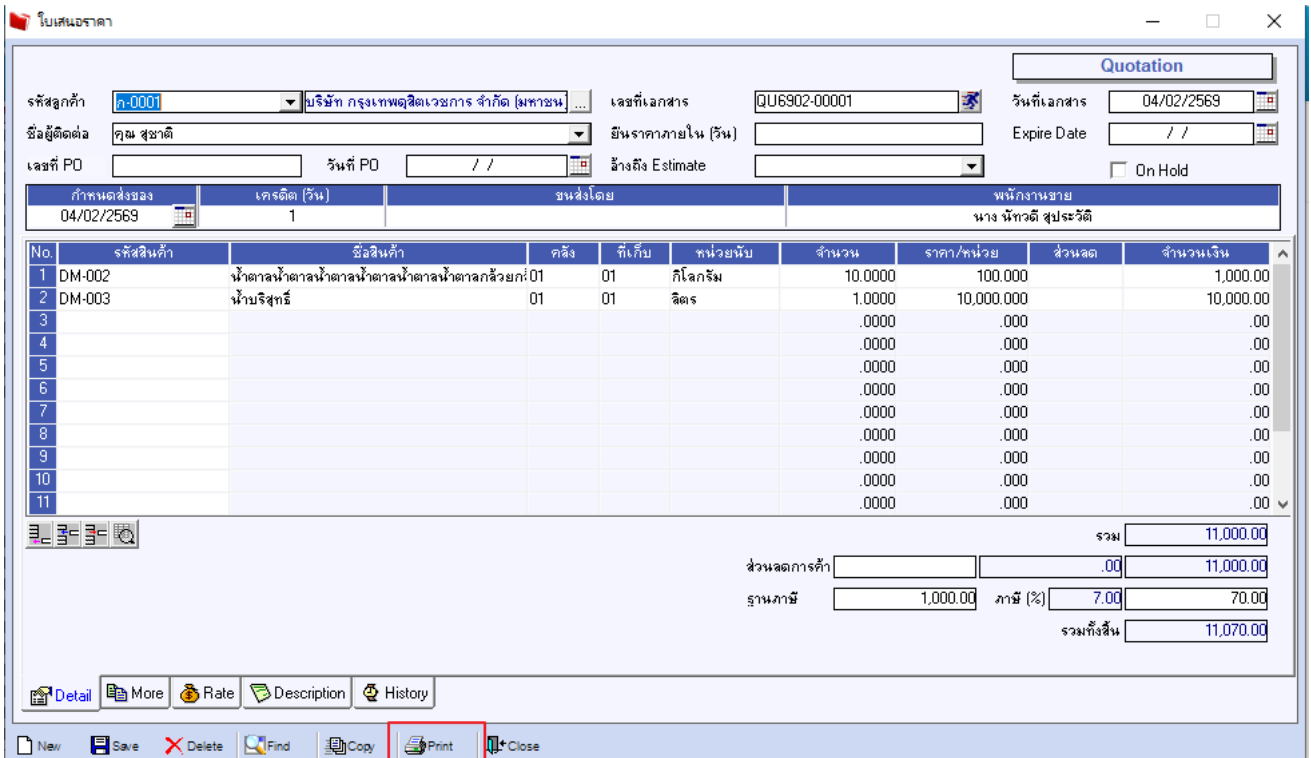 ใบเสนอราคา
Quotation
รหัสลูกค้า ก-0001 บริษัท กรุงเทพดุสิตเวชการ จำกัด (มหาชน) ... เลขที่เอกสาร QU6902-00001 วันที่เอกสาร 04/02/2569
ชื่อผู้ติดต่อ คุณ สุชาติ ยืนราคาภายใน (วัน) Expire Date / /
เลขที่ PO วันที่ PO / / อ้างถึง Estimate On Hold
กำหนดส่งของ เครดิต (วัน) ขนส่งโดย พนักงานขาย
04/02/2569 1 นาง นัทวดี สุประวัติ
No. รหัสสินค้า ชื่อสินค้า คลัง ที่เก็บ หน่วยนับ จำนวน ราคา/หน่วย ส่วนลด จำนวนเงิน
1 DM-002 น้ำตาลน้ำตาลน้ำตาลน้ำตาลน้ำตาลน้ำตาลกล้วยก 01 01 กิโลกรัม 10.0000 100.000 1,000.00
2 DM-003 น้ำบริสุทธิ์ 01 01 ลิตร 1.0000 10,000.000 10,000.00
3 .0000 .000 .00
4 .0000 .000 .00
5 .0000 .000 .00
6 .0000 .000 .00
7 .0000 .000 .00
8 .0000 .000 .00
9 .0000 .000 .00
10 .0000 .000 .00
11 .0000 .000 .00
รวม 11,000.00
ส่วนลดการค้า .00 11,000.00
ฐานภาษี 1,000.00 ภาษี (%) 7.00 70.00
รวมทั้งสิ้น 11,070.00
Detail More Rate Description History
New Save Delete Find Copy Print Close